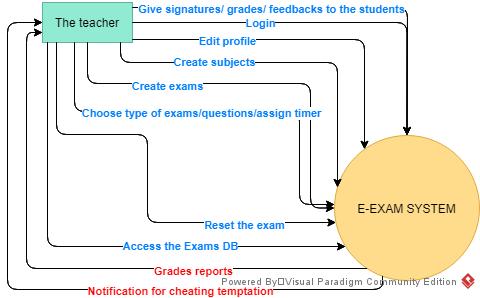 Give signatures/ grades/ feedbacks to the students
The teacher
Login
Edit profile
Create subjects
Create exams
Choose type of exams/questions/assign timer
E-EXAM SYSTEM
Reset the exam
Access the Exams DB
Grades reports
Powered By Visual Paradigm Community Edition
Notification for cheating temptation